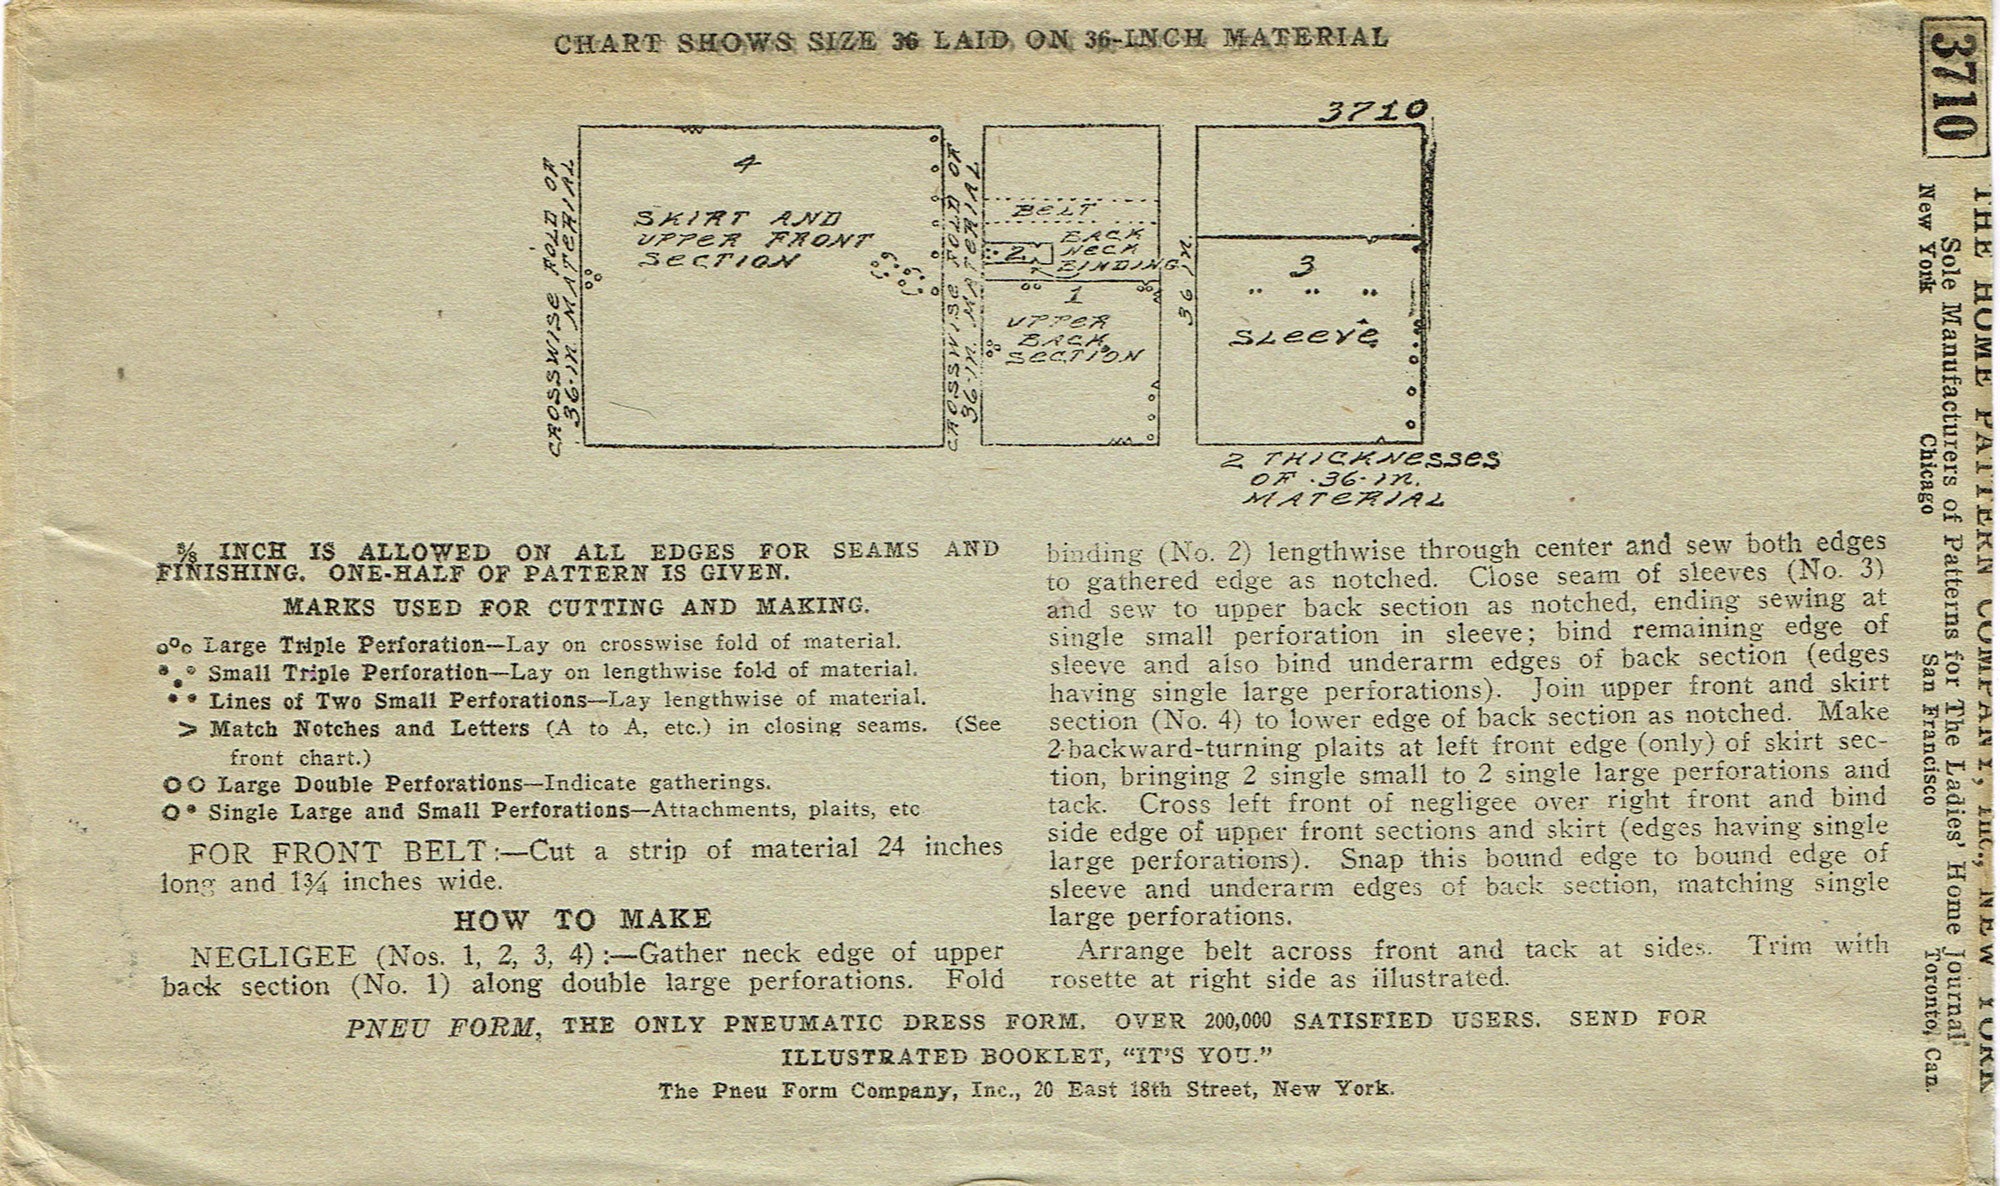 CHART SHOWS SIZE 36 LAID ON 36-INCH MATERIAL
3710
CROSSWISE FOLD OF
36-IN. MATERIAL
4
SKIRT AND
UPPER FRONT
SECTION
CROSSWISE FOLD OF
36-IN. MATERIAL
BELT
BACK
NECK
BINDING
2
1
UPPER
BACK
SECTION
36 IN.
3
SLEEVE
2 THICKNESSES
OF 36-IN.
MATERIAL
⅜ INCH IS ALLOWED ON ALL EDGES FOR SEAMS AND
FINISHING. ONE-HALF OF PATTERN IS GIVEN.
MARKS USED FOR CUTTING AND MAKING.
Large Triple Perforation—Lay on crosswise fold of material.
Small Triple Perforation—Lay on lengthwise fold of material.
Lines of Two Small Perforations—Lay lengthwise of material.
> Match Notches and Letters (A to A, etc.) in closing seams. (See
front chart.)
Large Double Perforations—Indicate gatherings.
Single Large and Small Perforations—Attachments, plaits, etc
FOR FRONT BELT:—Cut a strip of material 24 inches
long and 1¾ inches wide.
HOW TO MAKE
NEGLIGEE (Nos. 1, 2, 3, 4):—Gather neck edge of upper
back section (No. 1) along double large perforations. Fold
binding (No. 2) lengthwise through center and sew both edges
to gathered edge as notched. Close seam of sleeves (No. 3)
and sew to upper back section as notched, ending sewing at
single small perforation in sleeve; bind remaining edge of
sleeve and also bind underarm edges of back section (edges
having single large perforations). Join upper front and skirt
section (No. 4) to lower edge of back section as notched. Make
2 backward-turning plaits at left front edge (only) of skirt sec-
tion, bringing 2 single small to 2 single large perforations and
tack. Cross left front of negligee over right front and bind
side edge of upper front sections and skirt (edges having single
large perforations). Snap this bound edge to bound edge of
sleeve and underarm edges of back section, matching single
large perforations.
Arrange belt across front and tack at sides. Trim with
rosette at right side as illustrated.
PNEU FORM, THE ONLY PNEUMATIC DRESS FORM. OVER 200,000 SATISFIED USERS. SEND FOR
ILLUSTRATED BOOKLET, "IT'S YOU."
The Pneu Form Company, Inc., 20 East 18th Street, New York.
3710
THE HOME PATTERN COMPANY, Inc., NEW YORK
Sole Manufacturers of Patterns for The Ladies' Home Journal
New York Chicago San Francisco Toronto, Can.